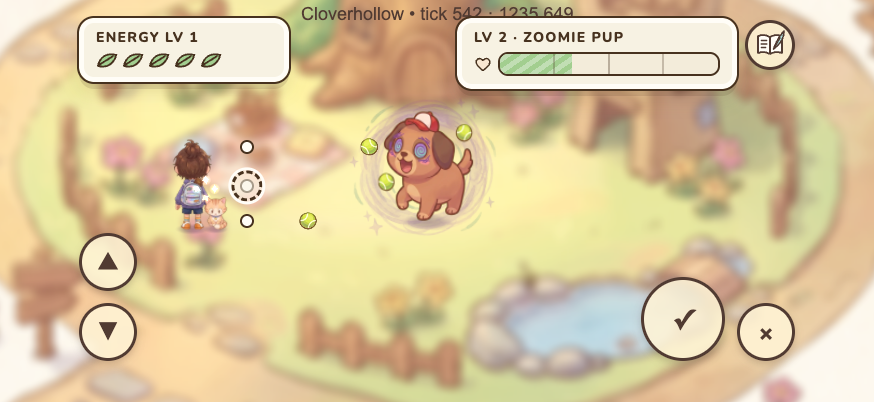 Cloverhollow • tick 542 · 1235,649
ENERGY LV 1
LV 2 · ZOOMIE PUP